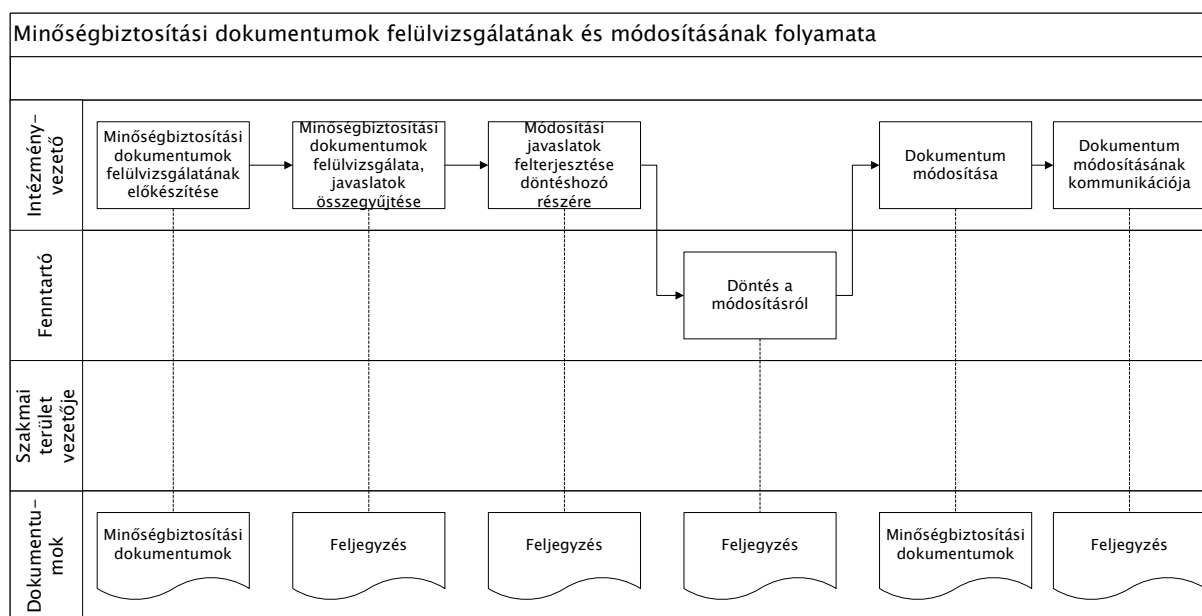 Minőségbiztosítási dokumentumok felülvizsgálatának és módosításának folyamata
Intézmény-
vezető
Minőségbiztosítási
dokumentumok
felülvizsgálatának
előkészítése
Minőségbiztosítási
dokumentumok
felülvizsgálata,
javaslatok
összegyűjtése
Módosítási
javaslatok
felterjesztése
döntéshozó
részére
Dokumentum
módosítása
Dokumentum
módosításának
kommunikációja
Fenntartó
Döntés a
módosításról
Szakmai
terület
vezetője
Dokumentu-
mok
Minőségbiztosítási
dokumentumok
Feljegyzés
Feljegyzés
Feljegyzés
Minőségbiztosítási
dokumentumok
Feljegyzés